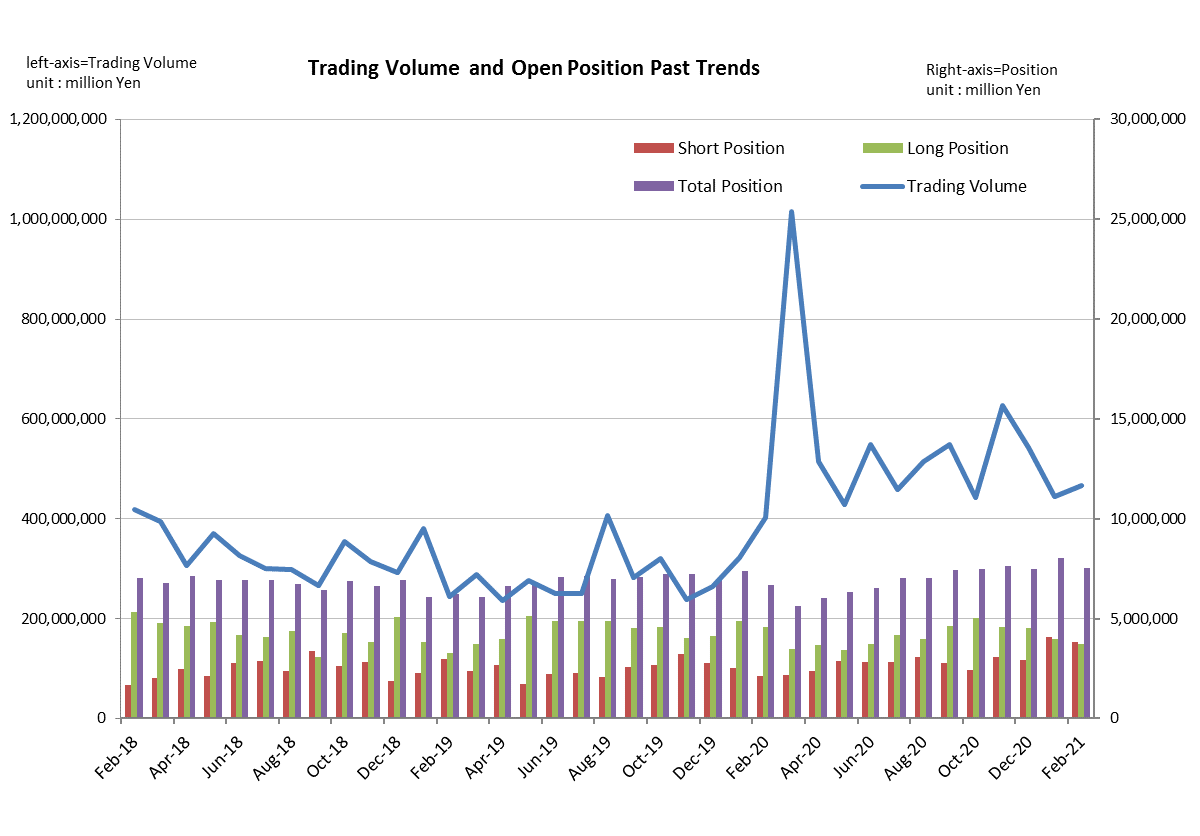 left-axis=Trading Volume
unit : million Yen
Trading Volume and Open Position Past Trends
Right-axis=Position
unit : million Yen
Short Position
Long Position
Total Position
Trading Volume
1,200,000,000
1,000,000,000
800,000,000
600,000,000
400,000,000
200,000,000
0
30,000,000
25,000,000
20,000,000
15,000,000
10,000,000
5,000,000
0
Feb-18
Apr-18
Jun-18
Aug-18
Oct-18
Dec-18
Feb-19
Apr-19
Jun-19
Aug-19
Oct-19
Dec-19
Feb-20
Apr-20
Jun-20
Aug-20
Oct-20
Dec-20
Feb-21